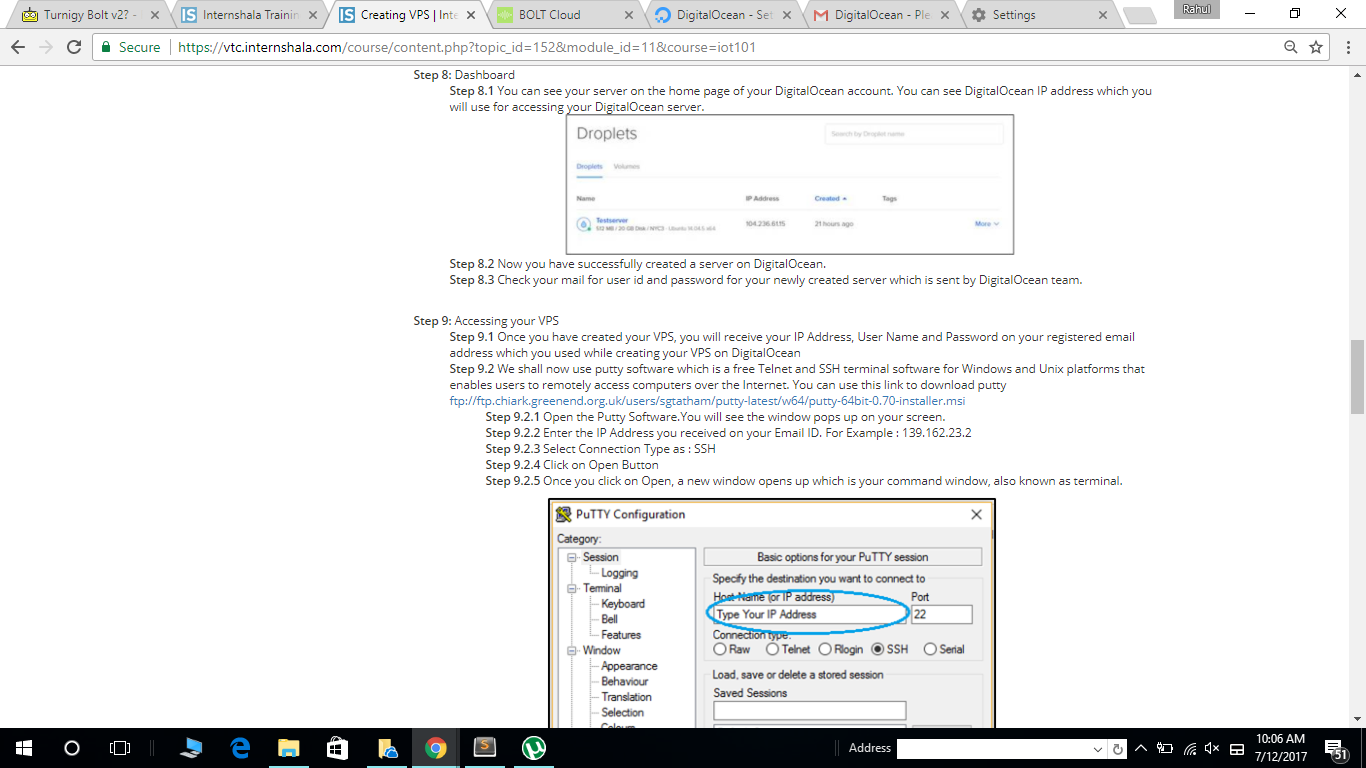 Turnigy Bolt v2? -
Internshala Trainin
Creating VPS | Inte
BOLT Cloud
DigitalOcean - Set
DigitalOcean - Ple
Settings
Rahul
Secure
https://vtc.internshala.com/course/content.php?topic_id=152&module_id=11&course=iot101
Step 8: Dashboard
Step 8.1 You can see your server on the home page of your DigitalOcean account. You can see DigitalOcean IP address which you
will use for accessing your DigitalOcean server.
Droplets
Search by Droplet name
Droplets Volumes
Name IP Address Created Tags
Testserver
512 MB / 20 GB Disk / NYC3 - Ubuntu 14.04.5 x64
104.236.61.15 21 hours ago More
Step 8.2 Now you have successfully created a server on DigitalOcean.
Step 8.3 Check your mail for user id and password for your newly created server which is sent by DigitalOcean team.
Step 9: Accessing your VPS
Step 9.1 Once you have created your VPS, you will receive your IP Address, User Name and Password on your registered email
address which you used while creating your VPS on DigitalOcean
Step 9.2 We shall now use putty software which is a free Telnet and SSH terminal software for Windows and Unix platforms that
enables users to remotely access computers over the Internet. You can use this link to download putty
ftp://ftp.chiark.greenend.org.uk/users/sgtatham/putty-latest/w64/putty-64bit-0.70-installer.msi
Step 9.2.1 Open the Putty Software.You will see the window pops up on your screen.
Step 9.2.2 Enter the IP Address you received on your Email ID. For Example : 139.162.23.2
Step 9.2.3 Select Connection Type as : SSH
Step 9.2.4 Click on Open Button
Step 9.2.5 Once you click on Open, a new window opens up which is your command window, also known as terminal.
PuTTY Configuration
Category:
Session
Logging
Terminal
Keyboard
Bell
Features
Window
Appearance
Behaviour
Translation
Selection
Colours
Basic options for your PuTTY session
Specify the destination you want to connect to
Host Name (or IP address) Port
Type Your IP Address 22
Connection type:
Raw Telnet Rlogin SSH Serial
Load, save or delete a stored session
Saved Sessions
Address
10:06 AM
7/12/2017
51